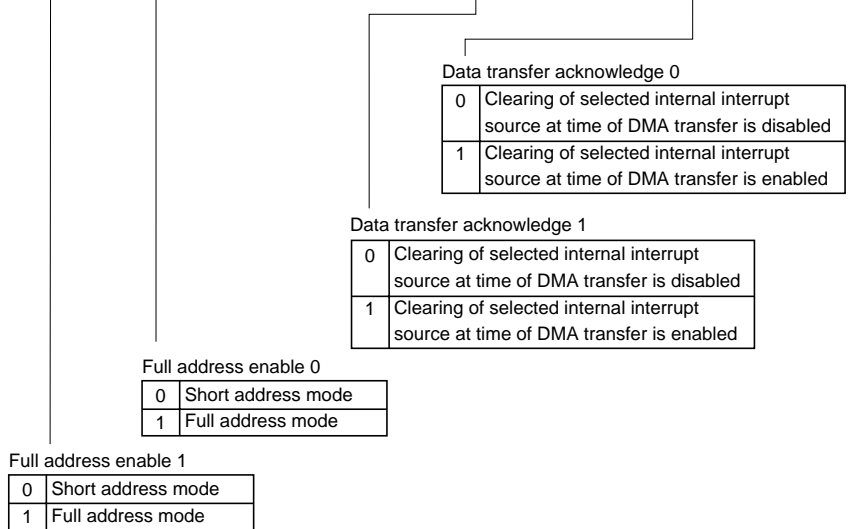 Data transfer acknowledge 0
0 Clearing of selected internal interrupt
source at time of DMA transfer is disabled
1 Clearing of selected internal interrupt
source at time of DMA transfer is enabled
Data transfer acknowledge 1
0 Clearing of selected internal interrupt
source at time of DMA transfer is disabled
1 Clearing of selected internal interrupt
source at time of DMA transfer is enabled
Full address enable 0
0 Short address mode
1 Full address mode
Full address enable 1
0 Short address mode
1 Full address mode